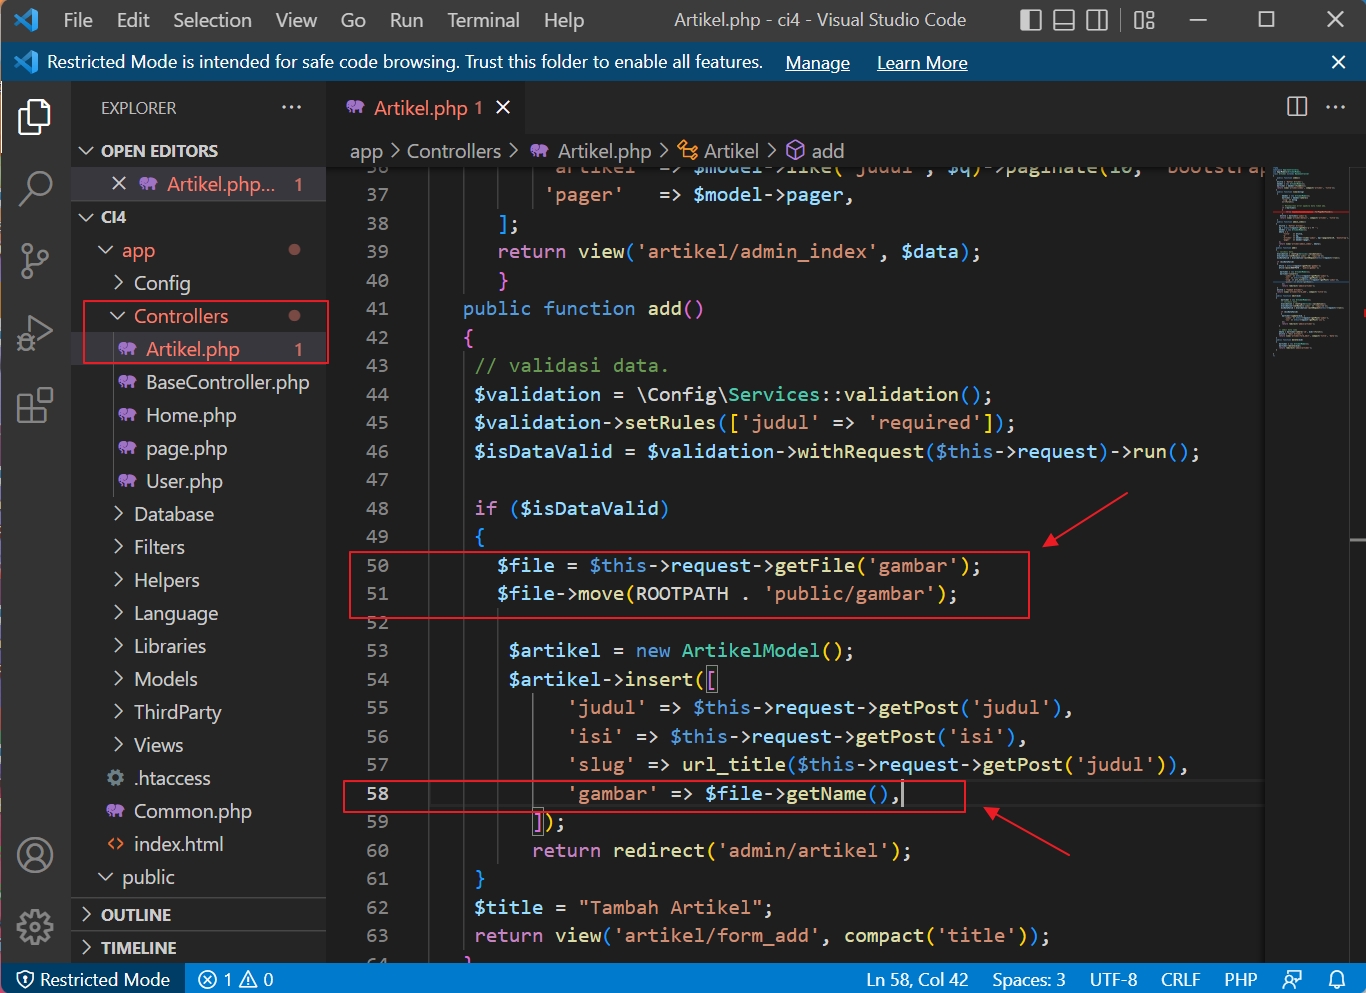 File Edit Selection View Go Run Terminal Help Artikel.php - ci4 - Visual Studio Code
Restricted Mode is intended for safe code browsing. Trust this folder to enable all features. Manage Learn More
EXPLORER
OPEN EDITORS
Artikel.php... 1
CI4
app
Config
Controllers
Artikel.php 1
BaseController.php
Home.php
page.php
User.php
Database
Filters
Helpers
Language
Libraries
Models
ThirdParty
Views
.htaccess
Common.php
index.html
public
OUTLINE
TIMELINE
Artikel.php 1
app > Controllers > Artikel.php > Artikel > add
36 'artikel' => $model->like('judul', $q)->paginate(10, 'bootstrap
37 'pager' => $model->pager,
38 ];
39 return view('artikel/admin_index', $data);
40 }
41 public function add()
42 {
43 // validasi data.
44 $validation = \Config\Services::validation();
45 $validation->setRules(['judul' => 'required']);
46 $isDataValid = $validation->withRequest($this->request)->run();
47
48 if ($isDataValid)
49 {
50 $file = $this->request->getFile('gambar');
51 $file->move(ROOTPATH . 'public/gambar');
52
53 $artikel = new ArtikelModel();
54 $artikel->insert([
55 'judul' => $this->request->getPost('judul'),
56 'isi' => $this->request->getPost('isi'),
57 'slug' => url_title($this->request->getPost('judul')),
58 'gambar' => $file->getName(),
59 ]);
60 return redirect('admin/artikel');
61 }
62 $title = "Tambah Artikel";
63 return view('artikel/form_add', compact('title'));
64 }
Restricted Mode 1 0 Ln 58, Col 42 Spaces: 3 UTF-8 CRLF PHP